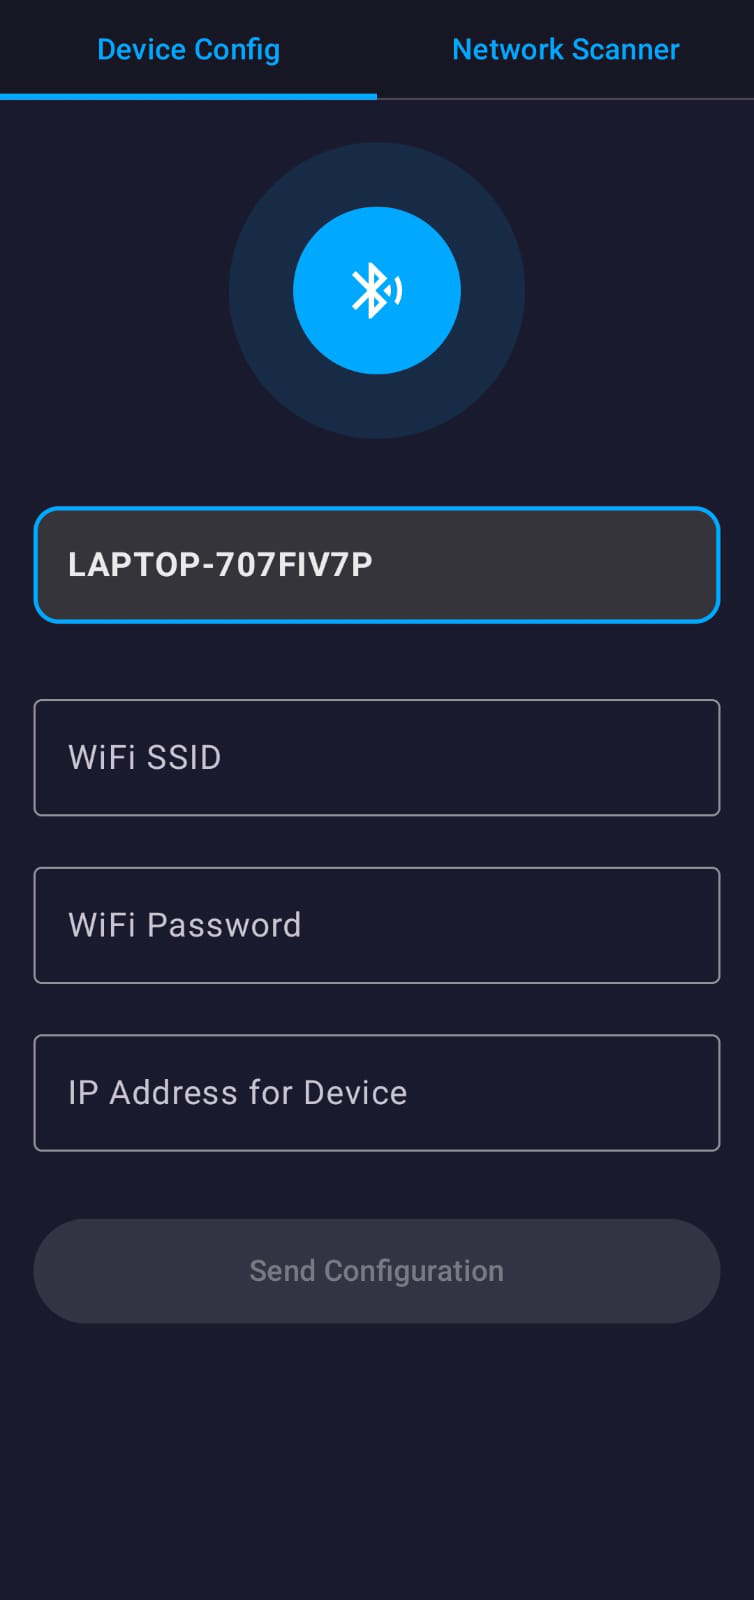 Device Config
Network Scanner
LAPTOP-707FIV7P
WiFi SSID
WiFi Password
IP Address for Device
Send Configuration